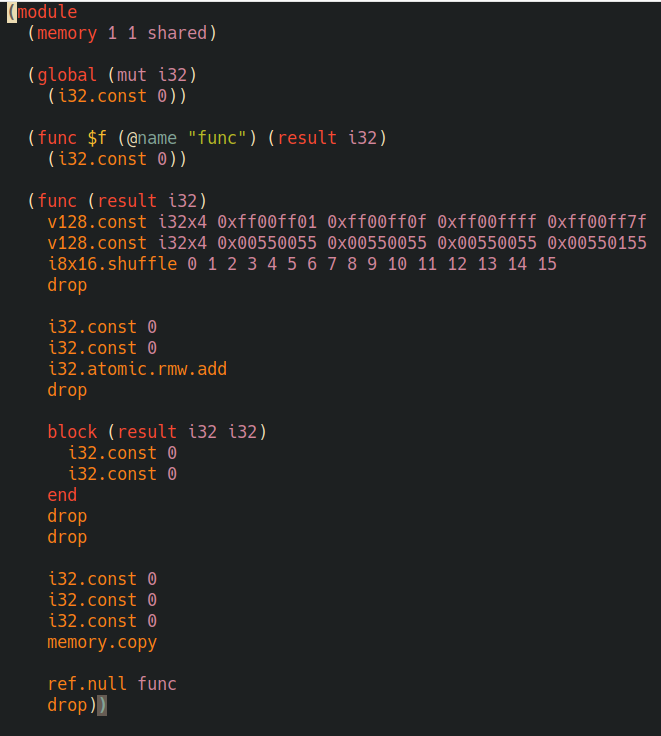 (module
  (memory 1 1 shared)

  (global (mut i32)
    (i32.const 0))

  (func $f (@name "func") (result i32)
    (i32.const 0))

  (func (result i32)
    v128.const i32x4 0xff00ff01 0xff00ff0f 0xff00ffff 0xff00ff7f
    v128.const i32x4 0x00550055 0x00550055 0x00550055 0x00550155
    i8x16.shuffle 0 1 2 3 4 5 6 7 8 9 10 11 12 13 14 15
    drop

    i32.const 0
    i32.const 0
    i32.atomic.rmw.add
    drop

    block (result i32 i32)
      i32.const 0
      i32.const 0
    end
    drop
    drop

    i32.const 0
    i32.const 0
    i32.const 0
    memory.copy

    ref.null func
    drop))